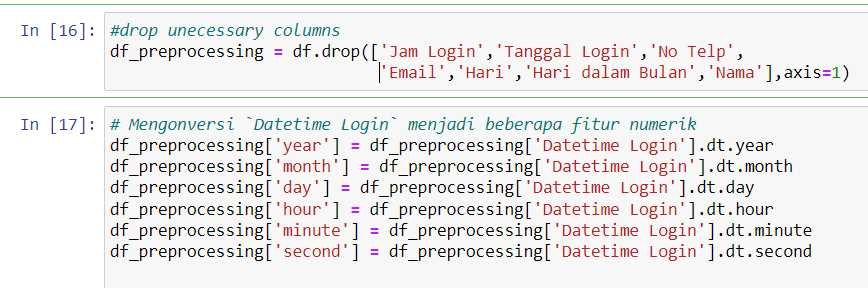 In [16]: #drop unecessary columns
df_preprocessing = df.drop(['Jam Login','Tanggal Login','No Telp',
'Email','Hari','Hari dalam Bulan','Nama'],axis=1)
In [17]: # Mengonversi `Datetime Login` menjadi beberapa fitur numerik
df_preprocessing['year'] = df_preprocessing['Datetime Login'].dt.year
df_preprocessing['month'] = df_preprocessing['Datetime Login'].dt.month
df_preprocessing['day'] = df_preprocessing['Datetime Login'].dt.day
df_preprocessing['hour'] = df_preprocessing['Datetime Login'].dt.hour
df_preprocessing['minute'] = df_preprocessing['Datetime Login'].dt.minute
df_preprocessing['second'] = df_preprocessing['Datetime Login'].dt.second